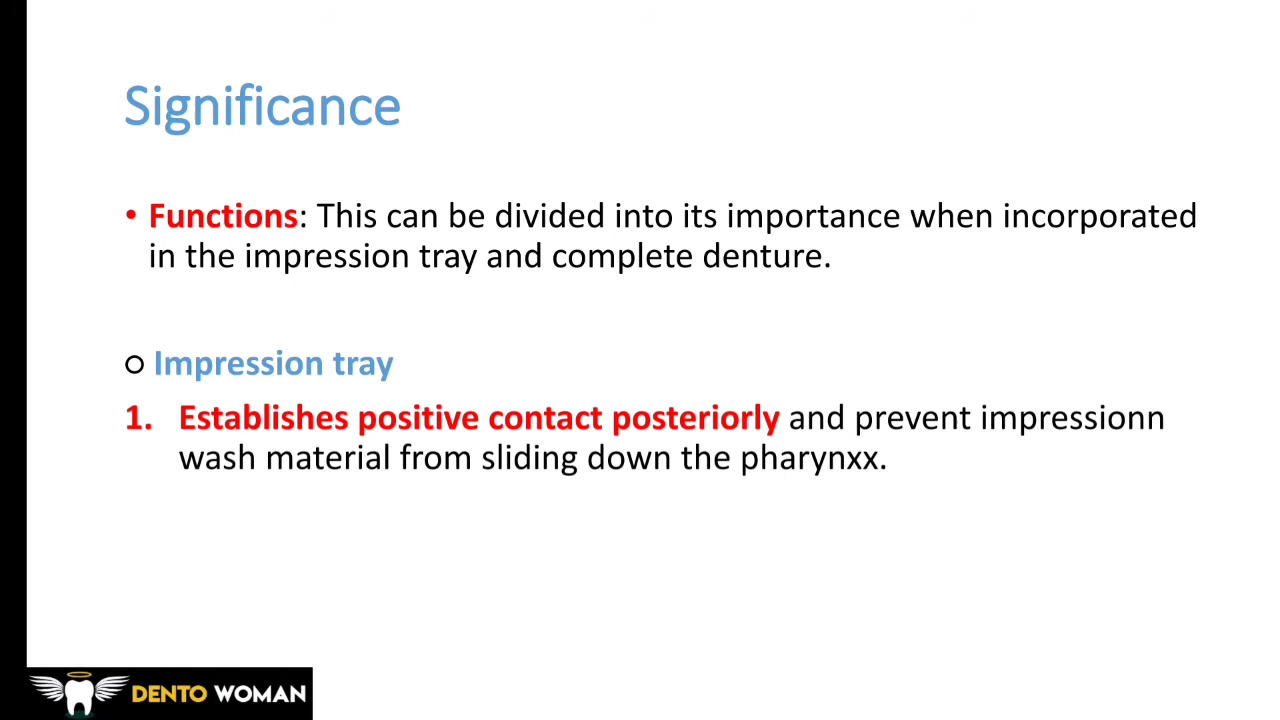 Significance
• Functions: This can be divided into its importance when incorporated
in the impression tray and complete denture.
○ Impression tray
1. Establishes positive contact posteriorly and prevent impressionn
wash material from sliding down the pharynxx.
DENTO WOMAN